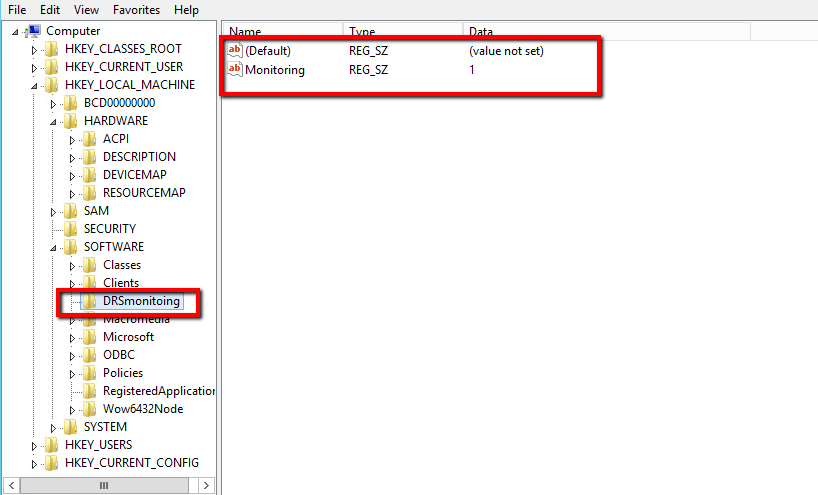 File Edit View Favorites Help
Computer
HKEY_CLASSES_ROOT
HKEY_CURRENT_USER
HKEY_LOCAL_MACHINE
BCD00000000
HARDWARE
ACPI
DESCRIPTION
DEVICEMAP
RESOURCEMAP
SAM
SECURITY
SOFTWARE
Classes
Clients
DRSmonitoing
Macromedia
Microsoft
ODBC
Policies
RegisteredApplication
Wow6432Node
SYSTEM
HKEY_USERS
HKEY_CURRENT_CONFIG
Name Type Data
ab (Default) REG_SZ (value not set)
ab Monitoring REG_SZ 1